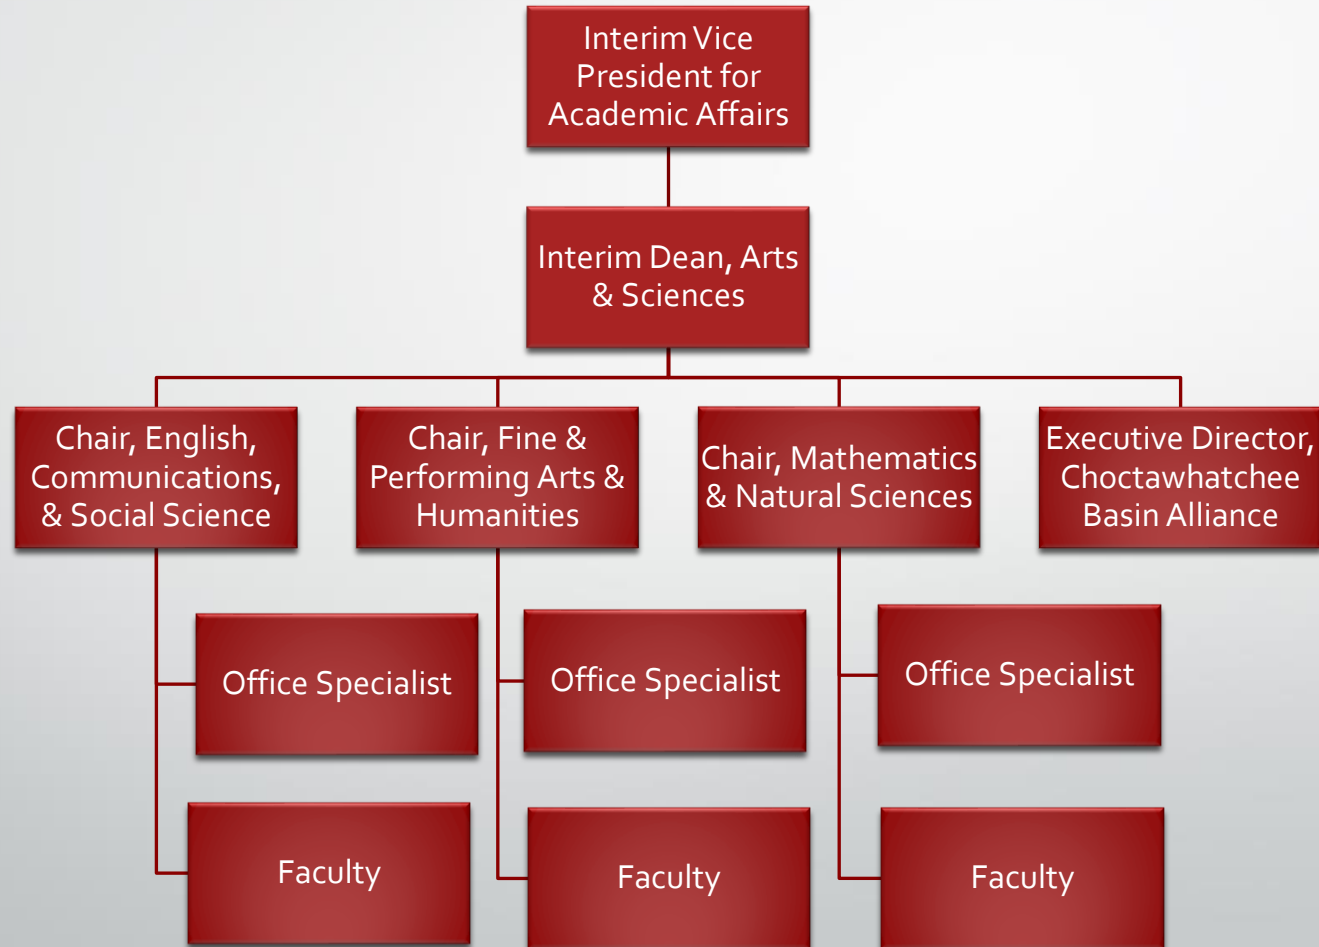 Interim Vice
President for
Academic Affairs
Interim Dean, Arts
& Sciences
Chair, English,
Communications,
& Social Science
Chair, Fine &
Performing Arts &
Humanities
Chair, Mathematics
& Natural Sciences
Executive Director,
Choctawhatchee
Basin Alliance
Office Specialist
Office Specialist
Office Specialist
Faculty
Faculty
Faculty